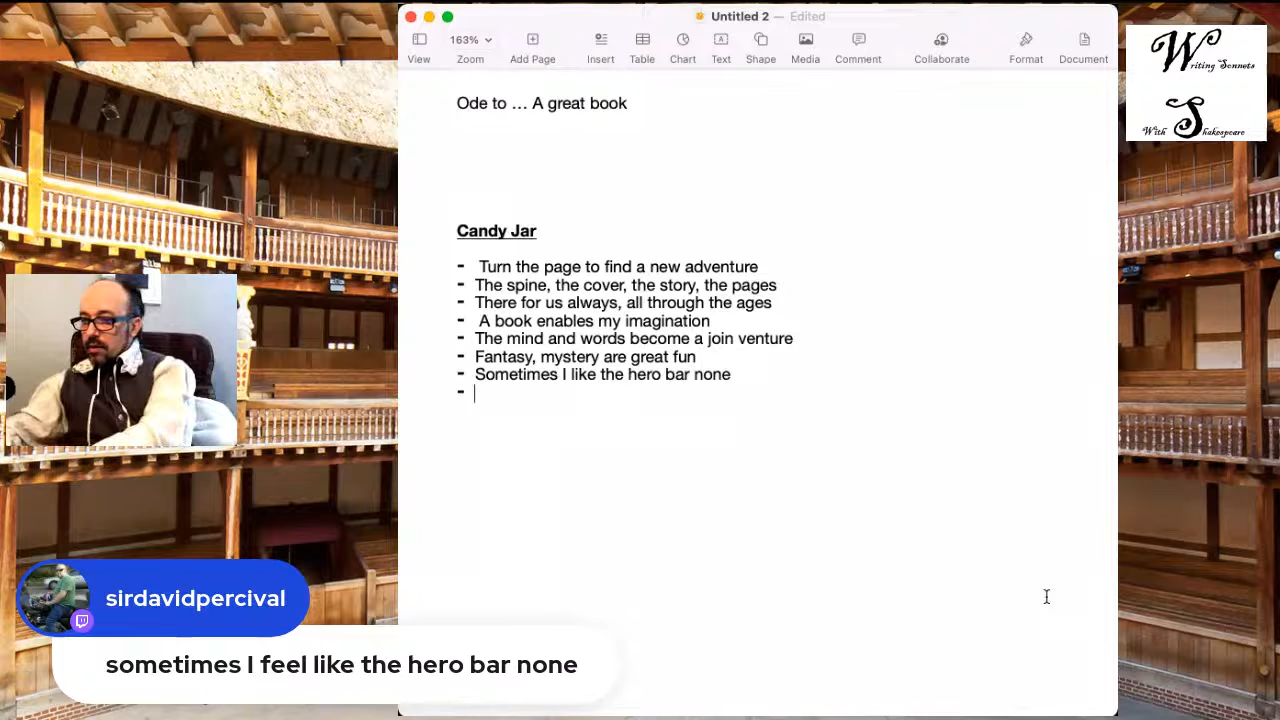 Untitled 2 — Edited
163%
View
Zoom
Add Page
Insert
Table
Chart
Text
Shape
Media
Comment
Collaborate
Format
Document
Writing Sonnets
With Shakespeare
Ode to … A great book
Candy Jar
- Turn the page to find a new adventure
- The spine, the cover, the story, the pages
- There for us always, all through the ages
- A book enables my imagination
- The mind and words become a join venture
- Fantasy, mystery are great fun
- Sometimes I like the hero bar none
-
sirdavidpercival
sometimes I feel like the hero bar none